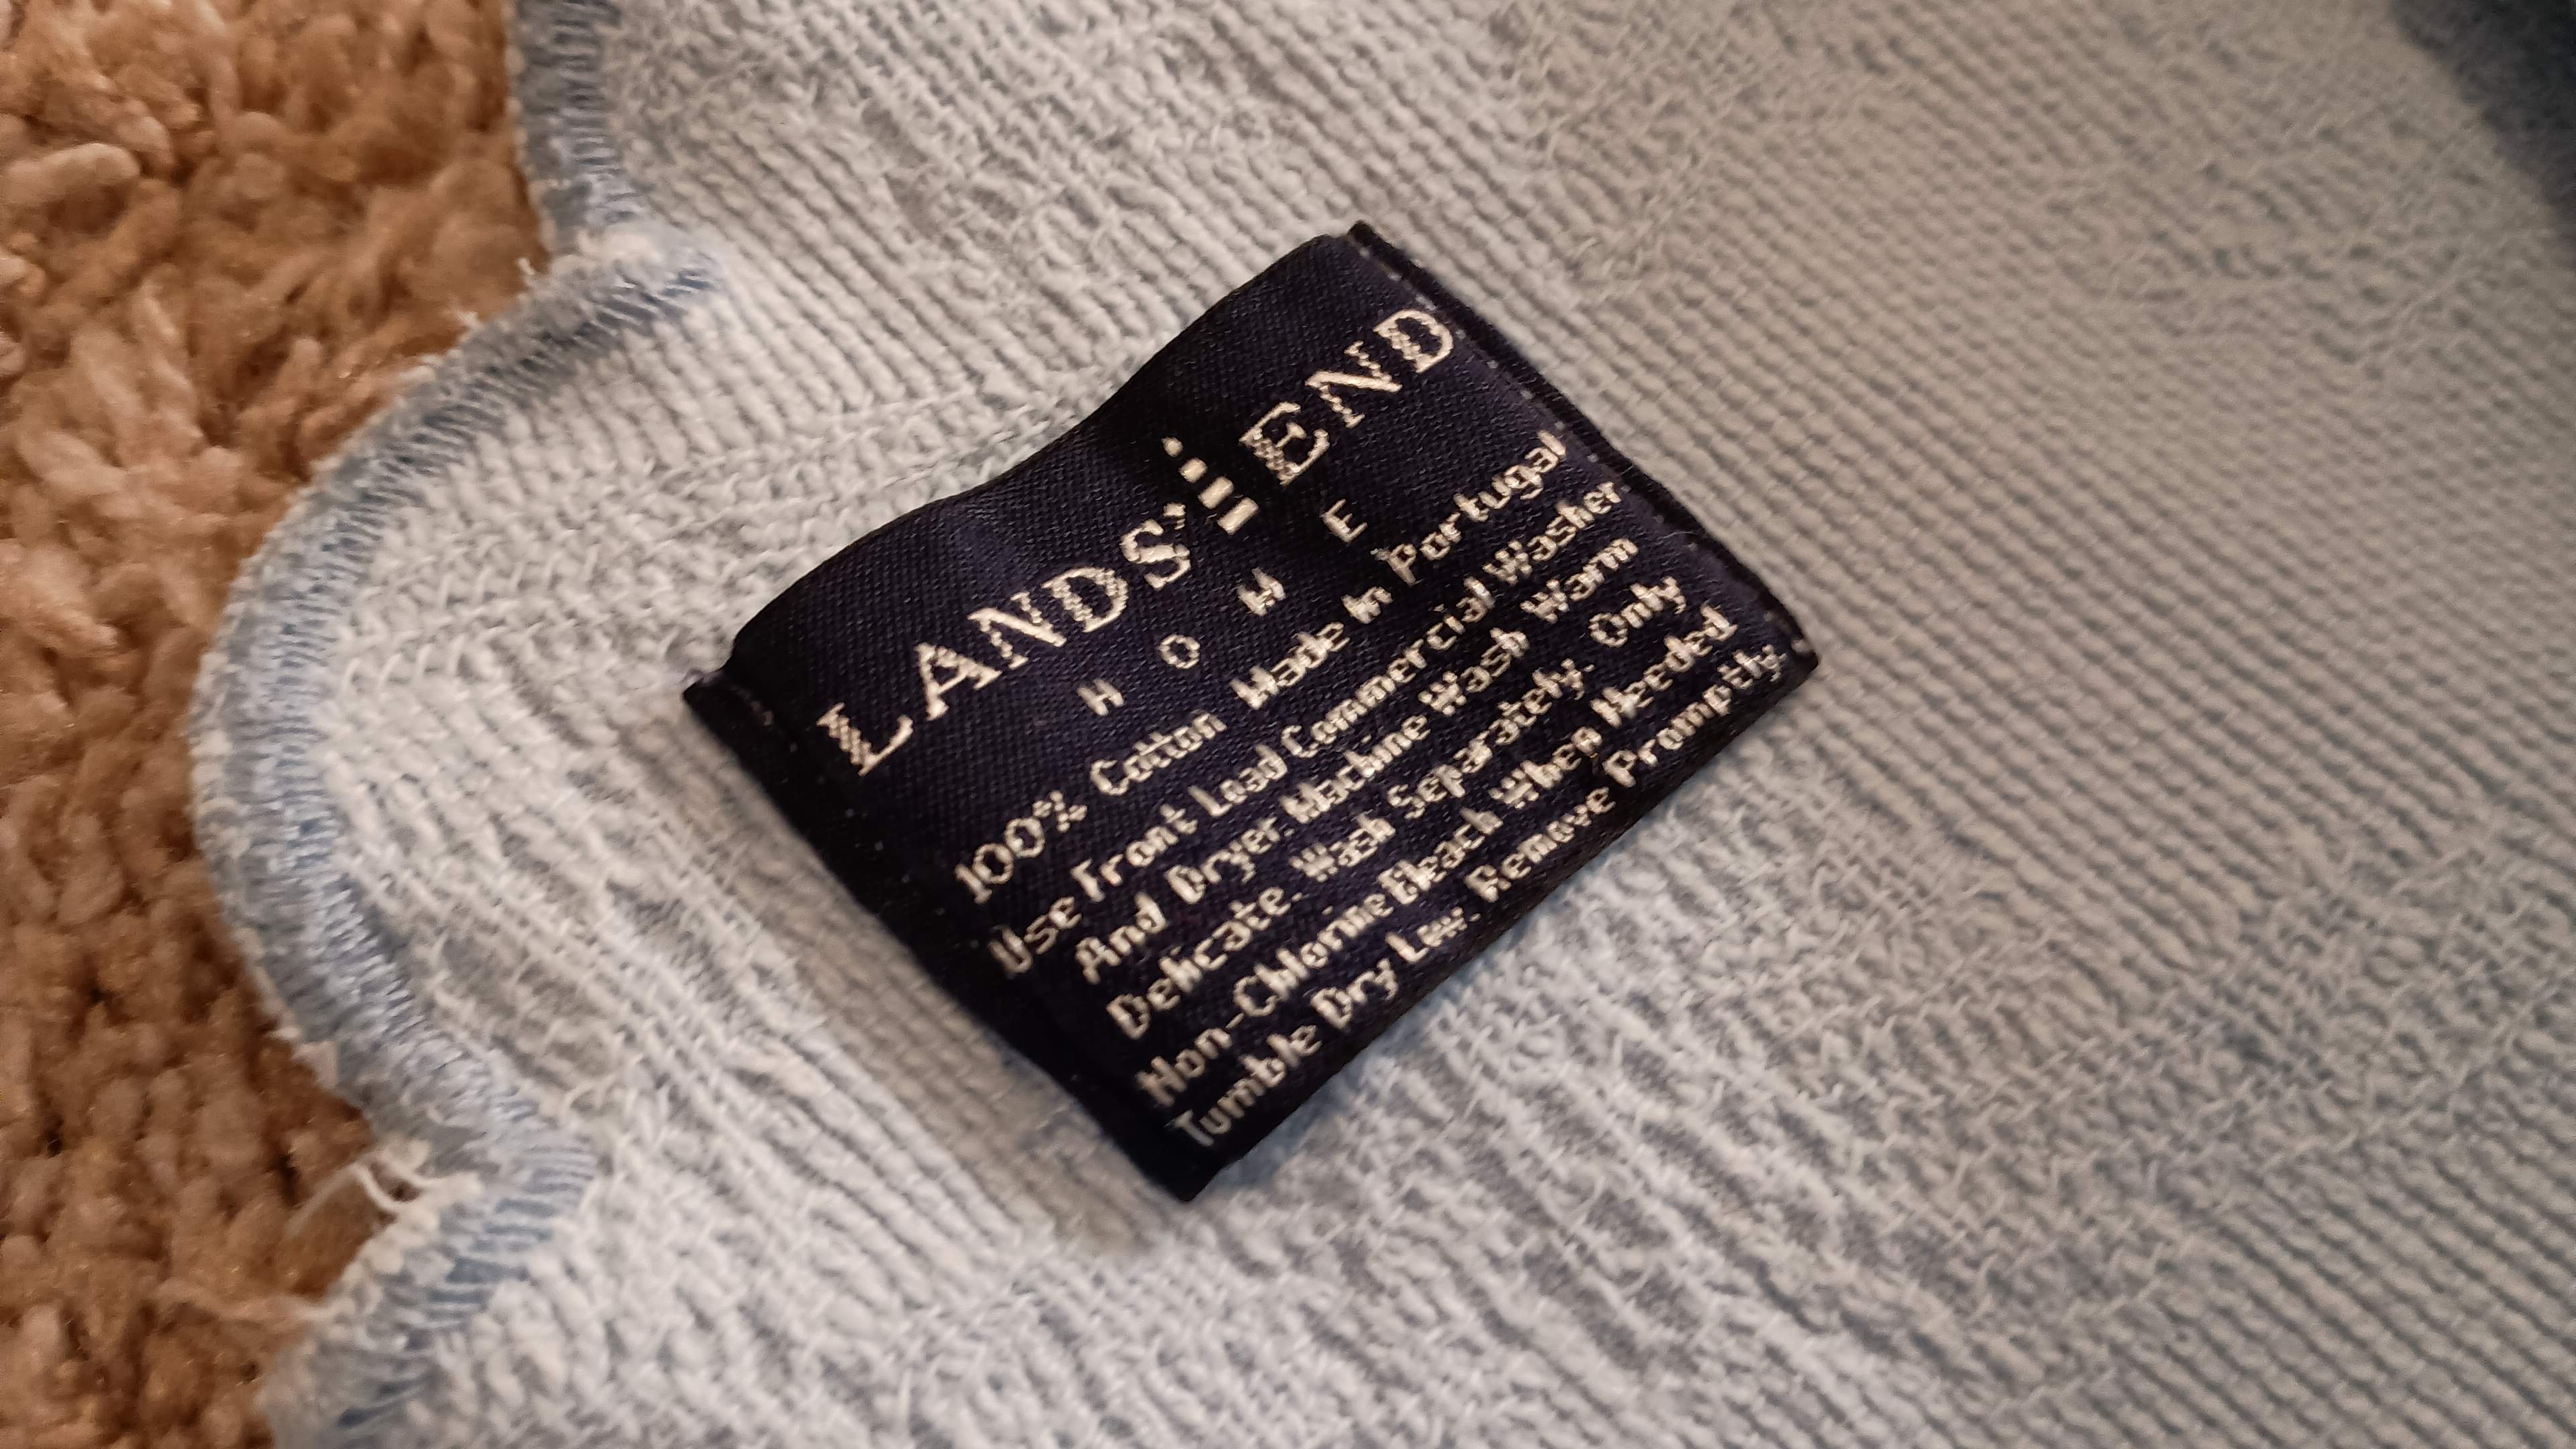 LANDS' END
HOME
100% Cotton Made In Portugal
Use Front Load Commercial Washer
And Dryer. Machine Wash Warm
Delicate. Wash Separately. Only
Non-Chlorine Bleach When Needed
Tumble Dry Low. Remove Promptly.